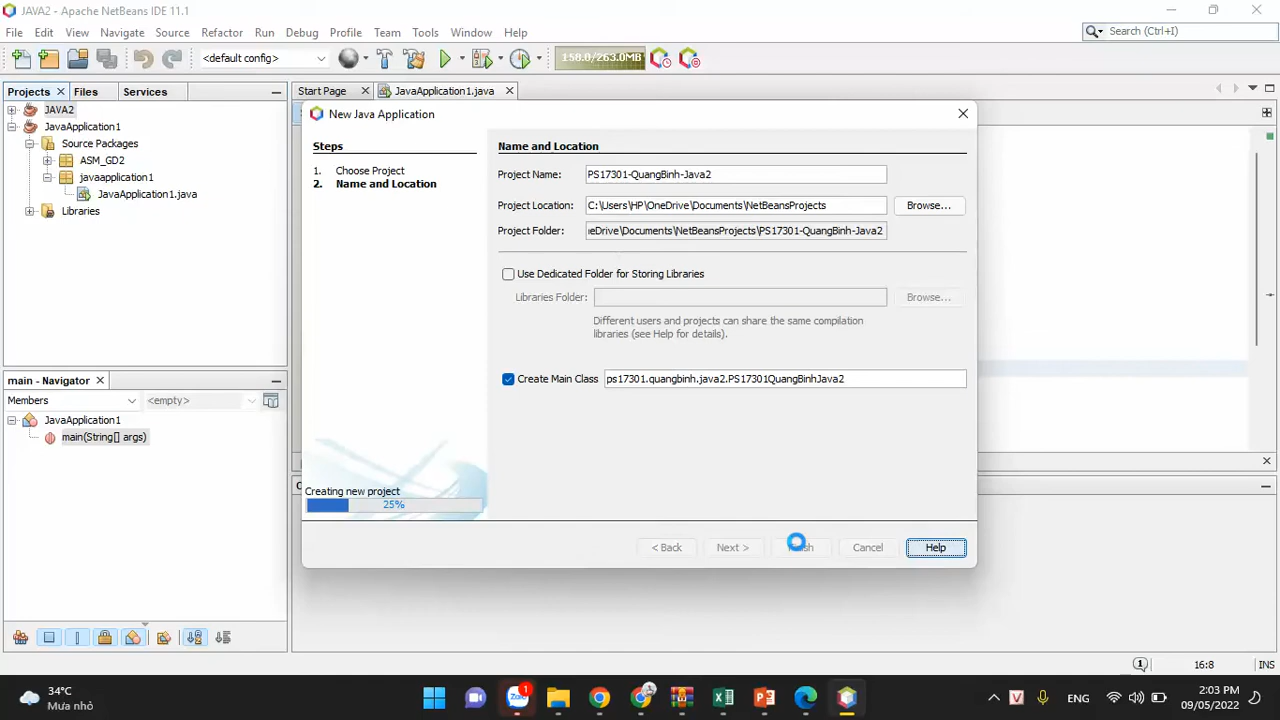 JAVA2 - Apache NetBeans IDE 11.1
File Edit View Navigate Source Refactor Run Debug Profile Team Tools Window Help
Search (Ctrl+I)
<default config>
158.0/263.0MB
Projects Files Services
Start Page JavaApplication1.java
JAVA2
JavaApplication1
Source Packages
ASM_GD2
javaapplication1
JavaApplication1.java
Libraries
New Java Application
Steps
1. Choose Project
2. Name and Location
Name and Location
Project Name: PS17301-QuangBinh-Java2
Project Location: C:\Users\HP\OneDrive\Documents\NetBeansProjects Browse...
Project Folder: ıeDrive\Documents\NetBeansProjects\PS17301-QuangBinh-Java2
Use Dedicated Folder for Storing Libraries
Libraries Folder: Browse...
Different users and projects can share the same compilation
libraries (see Help for details).
Create Main Class ps17301.quangbinh.java2.PS17301QuangBinhJava2
Creating new project
25%
< Back Next > Cancel Help
main - Navigator
Members <empty>
JavaApplication1
main(String[] args)
1 16:8 INS
34°C
Mưa nhỏ
1
V
ENG
2:03 PM
09/05/2022